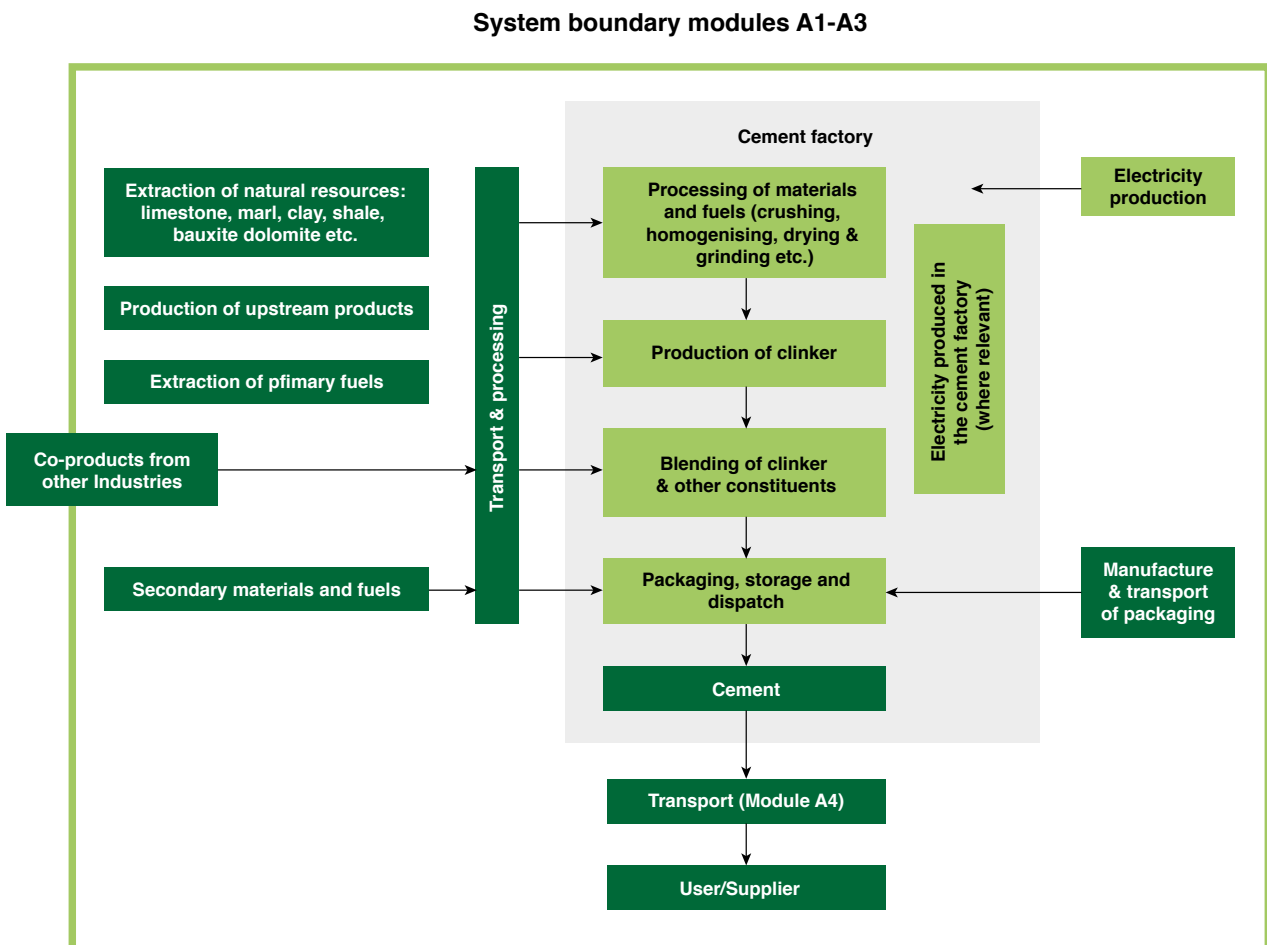 System boundary modules A1-A3
Cement factory
Extraction of natural resources:
limestone, marl, clay, shale,
bauxite dolomite etc.
Production of upstream products
Extraction of pfimary fuels
Co-products from
other Industries
Secondary materials and fuels
Transport & processing
Processing of materials
and fuels (crushing,
homogenising, drying &
grinding etc.)
Production of clinker
Blending of clinker
& other constituents
Packaging, storage and
dispatch
Cement
Transport (Module A4)
User/Supplier
Electricity produced in
the cement factory
(where relevant)
Electricity
production
Manufacture
& transport
of packaging